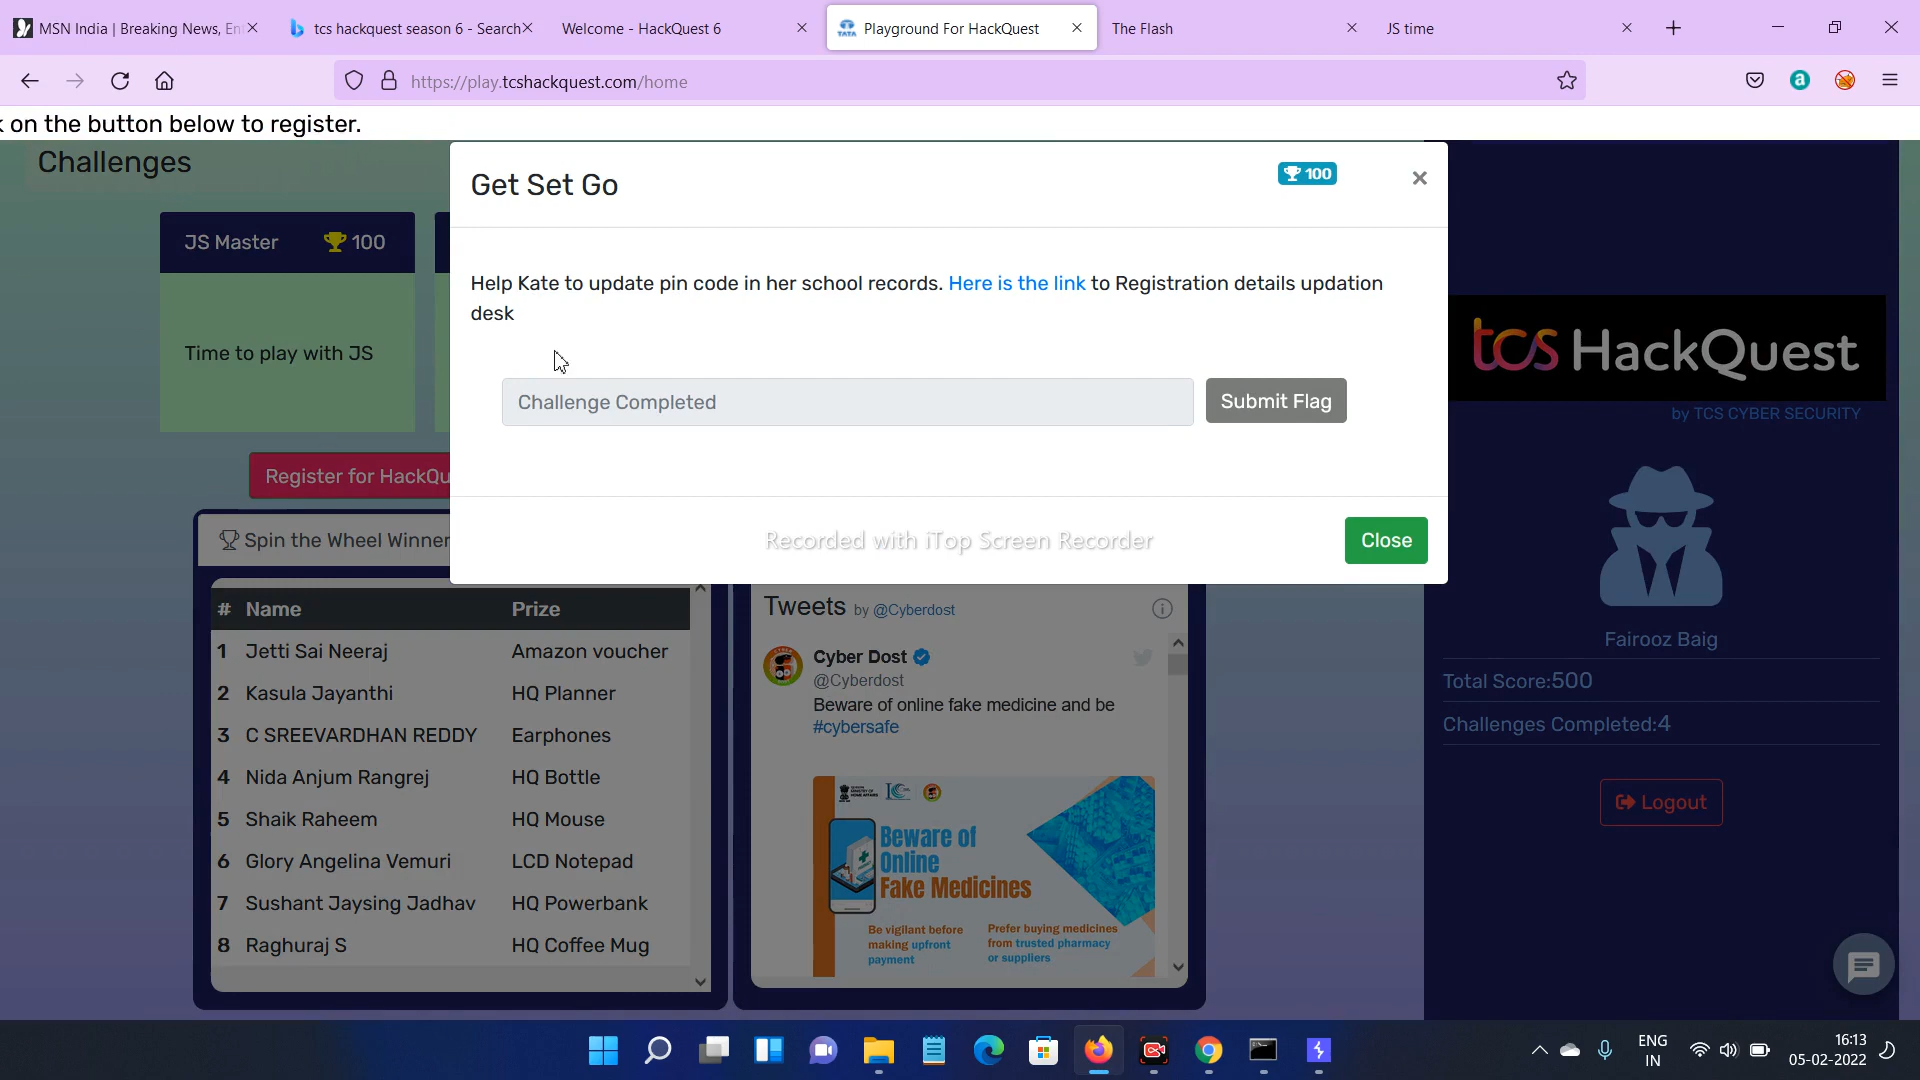 MSN India | Breaking News, En
tcs hackquest season 6 - Search
Welcome - HackQuest 6
Playground For HackQuest
The Flash
JS time
https://play.tcshackquest.com/home
on the button below to register.
Challenges
JS Master
100
Time to play with JS
Register for HackQu
Get Set Go
100
Help Kate to update pin code in her school records. Here is the link to Registration details updation
desk
Challenge Completed
Submit Flag
Recorded with iTop Screen Recorder
Close
Spin the Wheel Winner
# Name Prize
1 Jetti Sai Neeraj Amazon voucher
2 Kasula Jayanthi HQ Planner
3 C SREEVARDHAN REDDY Earphones
4 Nida Anjum Rangrej HQ Bottle
5 Shaik Raheem HQ Mouse
6 Glory Angelina Vemuri LCD Notepad
7 Sushant Jaysing Jadhav HQ Powerbank
8 Raghuraj S HQ Coffee Mug
Tweets by @Cyberdost
Cyber Dost
@Cyberdost
Beware of online fake medicine and be
#cybersafe
Beware of
Online
Fake Medicines
Be vigilant before
making upfront
payment
Prefer buying medicines
from trusted pharmacy
or suppliers
tcs HackQuest
by TCS CYBER SECURITY
Fairooz Baig
Total Score:500
Challenges Completed:4
Logout
ENG
IN
16:13
05-02-2022